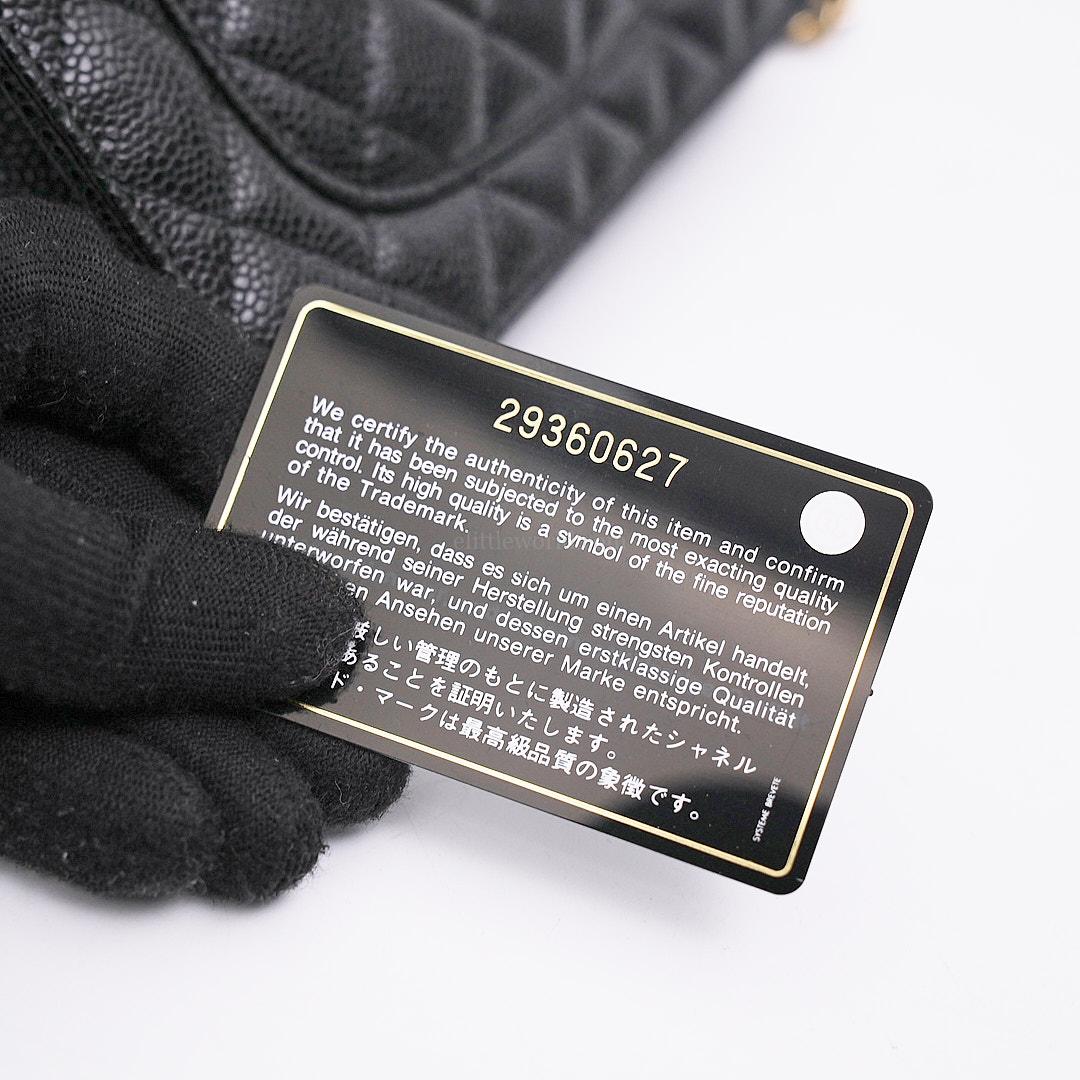 29360627
We certify the authenticity of this item and confirm
that it has been subjected to the most exacting quality
control. Its high quality is a symbol of the fine reputation
of the Trademark.
Wir bestätigen, dass es sich um einen Artikel handelt,
der während seiner Herstellung strengsten Kontrollen
unterworfen war, und dessen erstklassige Qualität
en Ansehen unserer Marke entspricht.
厳しい管理のもとに製造されたシャネル
あることを証明いたします。
ド・マークは最高級品質の象徴です。
SYSTEME BREVETE